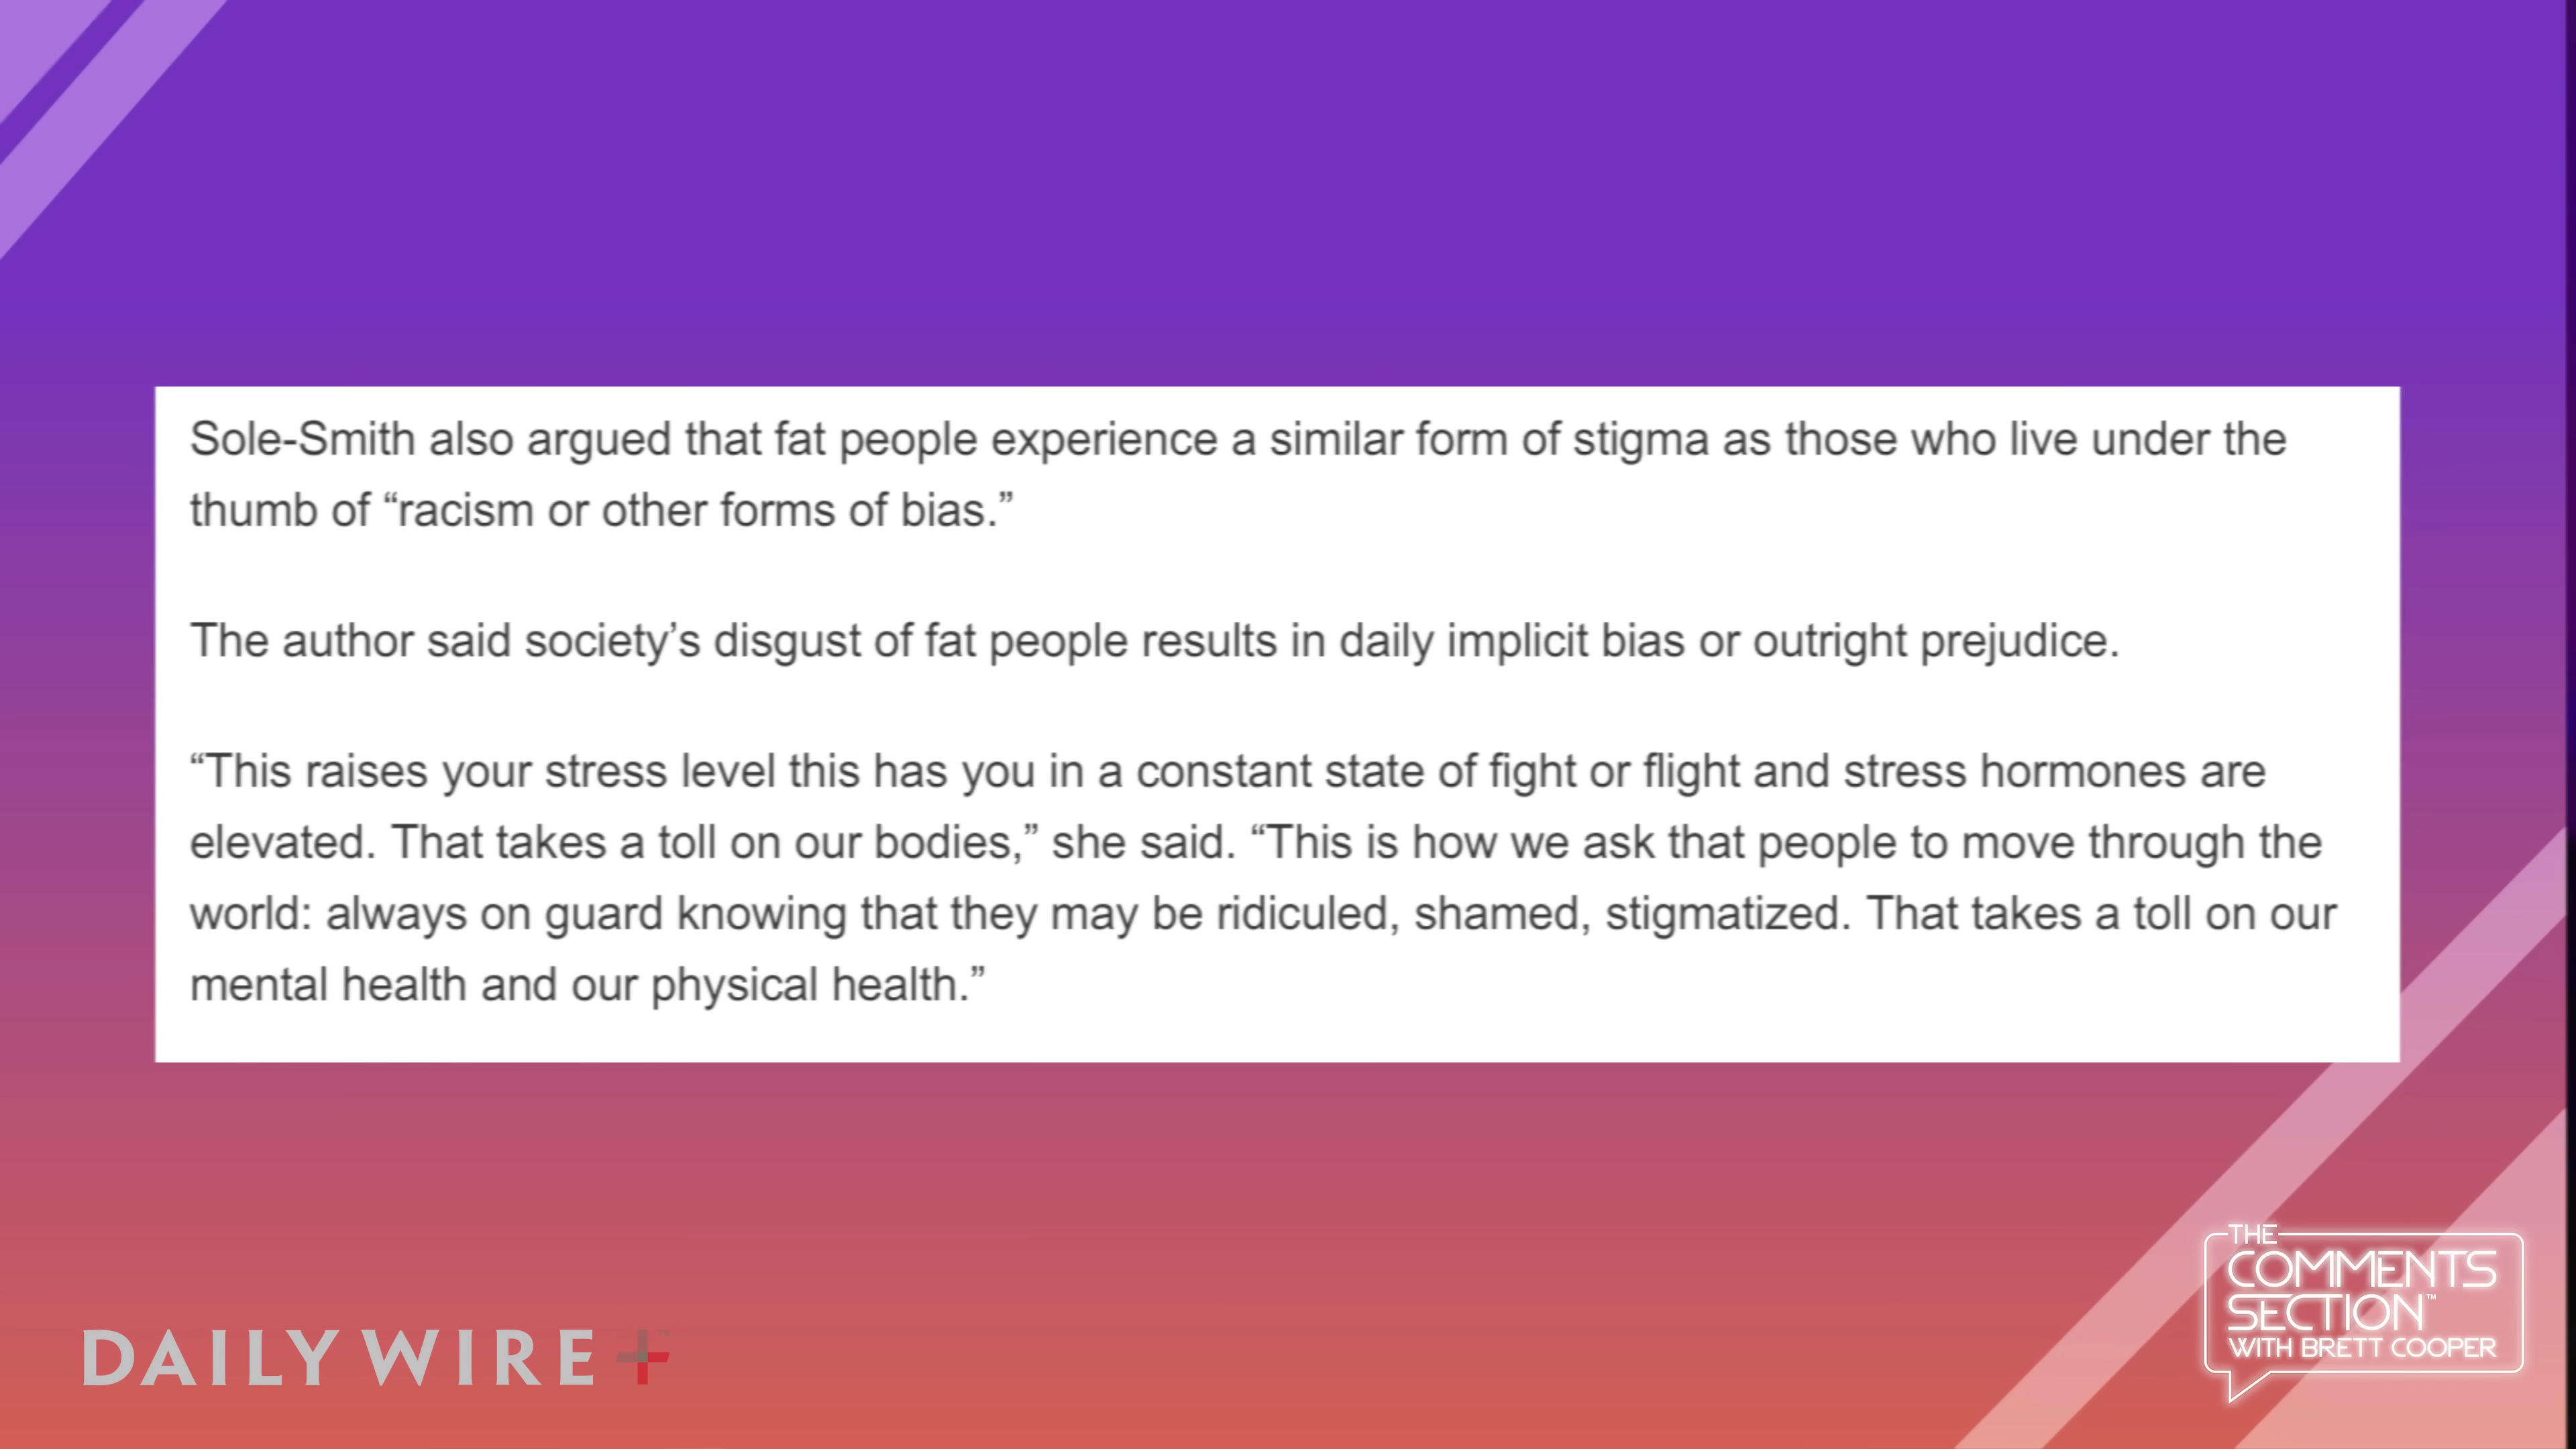 Sole-Smith also argued that fat people experience a similar form of stigma as those who live under the
thumb of “racism or other forms of bias.”
The author said society’s disgust of fat people results in daily implicit bias or outright prejudice.
“This raises your stress level this has you in a constant state of fight or flight and stress hormones are
elevated. That takes a toll on our bodies,” she said. “This is how we ask that people to move through the
world: always on guard knowing that they may be ridiculed, shamed, stigmatized. That takes a toll on our
mental health and our physical health.”
DAILY WIRE +™
THE
COMMENTS
SECTION™
WITH BRETT COOPER